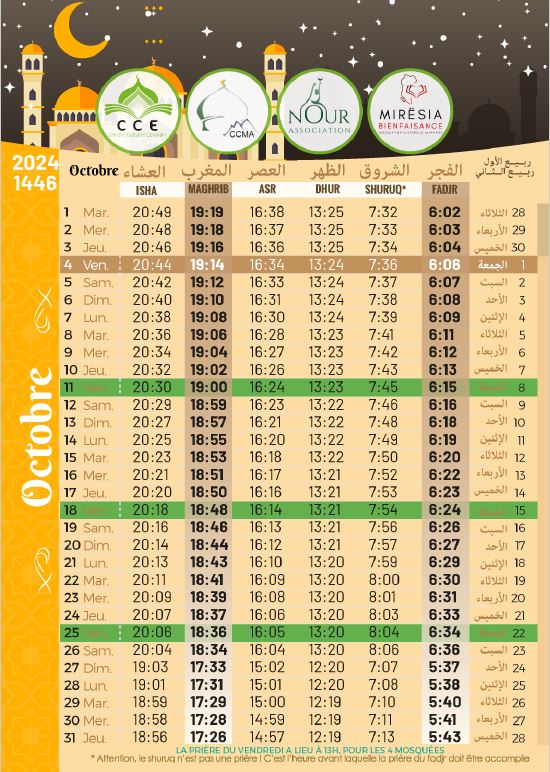 CCE
Centre Culturel Essalam
CCMA
NOUR
ASSOCIATION
MIRËSIA
BIENFAISANCE
2024
1446
Octobre العشاء المغرب العصر الظهر الشروق الفجر ربيع الأول
ربيع الثاني
ISHA MAGHRIB ASR DHUR SHURUQ* FADJR
1 Mar. 20:49 19:19 16:38 13:25 7:32 6:02 الثلاثاء 28
2 Mer. 20:48 19:18 16:37 13:25 7:33 6:03 الأربعاء 29
3 Jeu. 20:46 19:16 16:36 13:25 7:34 6:04 الخميس 30
4 Ven. 20:44 19:14 16:34 13:24 7:36 6:06 الجمعة 1
5 Sam. 20:42 19:12 16:33 13:24 7:37 6:07 السبت 2
6 Dim. 20:40 19:10 16:31 13:24 7:38 6:08 الأحد 3
7 Lun. 20:38 19:08 16:30 13:24 7:39 6:09 الإثنين 4
8 Mar. 20:36 19:06 16:28 13:23 7:41 6:11 الثلاثاء 5
9 Mer. 20:34 19:04 16:27 13:23 7:42 6:12 الأربعاء 6
10 Jeu. 20:32 19:02 16:26 13:23 7:43 6:13 الخميس 7
11 Ven. 20:30 19:00 16:24 13:23 7:45 6:15 الجمعة 8
12 Sam. 20:29 18:59 16:23 13:22 7:46 6:16 السبت 9
13 Dim. 20:27 18:57 16:21 13:22 7:48 6:18 الأحد 10
14 Lun. 20:25 18:55 16:20 13:22 7:49 6:19 الإثنين 11
15 Mar. 20:23 18:53 16:18 13:22 7:50 6:20 الثلاثاء 12
16 Mer. 20:21 18:51 16:17 13:21 7:52 6:22 الأربعاء 13
17 Jeu. 20:20 18:50 16:16 13:21 7:53 6:23 الخميس 14
18 Ven. 20:18 18:48 16:14 13:21 7:54 6:24 الجمعة 15
19 Sam. 20:16 18:46 16:13 13:21 7:56 6:26 السبت 16
20 Dim. 20:14 18:44 16:12 13:21 7:57 6:27 الأحد 17
21 Lun. 20:13 18:43 16:10 13:20 7:59 6:29 الإثنين 18
22 Mar. 20:11 18:41 16:09 13:20 8:00 6:30 الثلاثاء 19
23 Mer. 20:09 18:39 16:08 13:20 8:01 6:31 الأربعاء 20
24 Jeu. 20:07 18:37 16:06 13:20 8:03 6:33 الخميس 21
25 Ven. 20:06 18:36 16:05 13:20 8:04 6:34 الجمعة 22
26 Sam. 20:04 18:34 16:04 13:20 8:06 6:36 السبت 23
27 Dim. 19:03 17:33 15:02 12:20 7:07 5:37 الأحد 24
28 Lun. 19:01 17:31 15:01 12:20 7:08 5:38 الإثنين 25
29 Mar. 18:59 17:29 15:00 12:19 7:10 5:40 الثلاثاء 26
30 Mer. 18:58 17:28 14:59 12:19 7:11 5:41 الأربعاء 27
31 Jeu. 18:56 17:26 14:57 12:19 7:13 5:43 الخميس 28
Octobre
LA PRIÈRE DU VENDREDI A LIEU À 13H, POUR LES 4 MOSQUÉES
* Attention, le shuruq n'est pas une prière ! C'est l'heure avant laquelle la prière du fadjr doit être accomplie